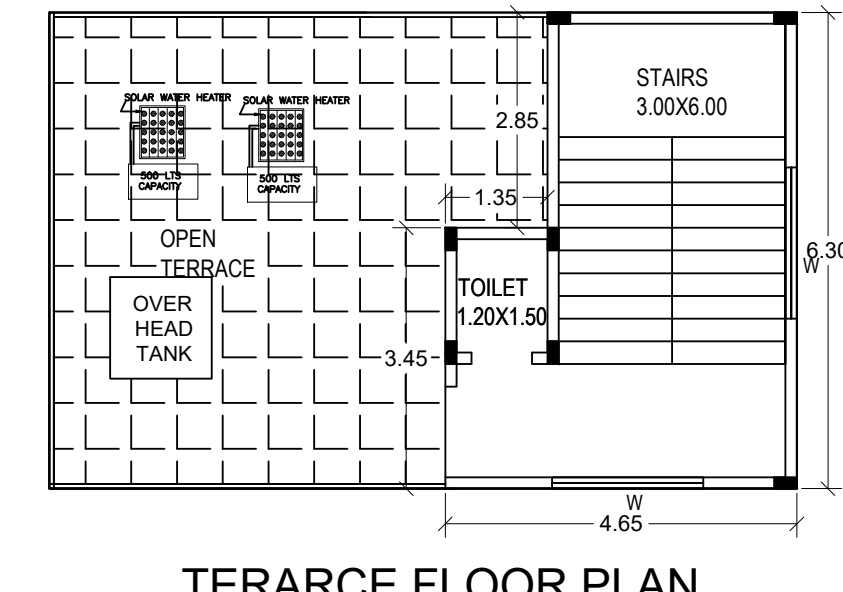 STAIRS
3.00X6.00
SOLAR WATER HEATER
SOLAR WATER HEATER
2.85
500 LTS
CAPACITY
500 LTS
CAPACITY
1.35
OPEN
TERRACE
6.30
W
TOILET
1.20X1.50
OVER
HEAD
TANK
3.45
W
4.65
TERARCE FLOOR PLAN